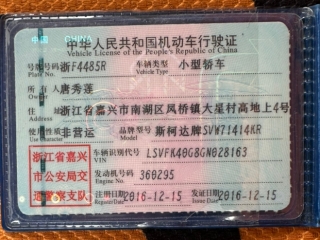 中国 CHINA
中华人民共和国机动车行驶证
Vehicle License of the People's Republic of China
号牌号码 浙F4485R 车辆类型 小型轿车
Plate No. Vehicle Type
所有人 唐秀莲
住址 浙江省嘉兴市南湖区凤桥镇大星村高地上4号
使用性质 非营运 品牌型号 斯柯达牌SVW71414KR
浙江省嘉兴
市公安局交
通警察支队
车辆识别代号 LSVFK40G8GN028163
VIN
发动机号码 360295
Engine No.
注册日期 2016-12-15 发证日期 2016-12-15
Register Date Issue Date